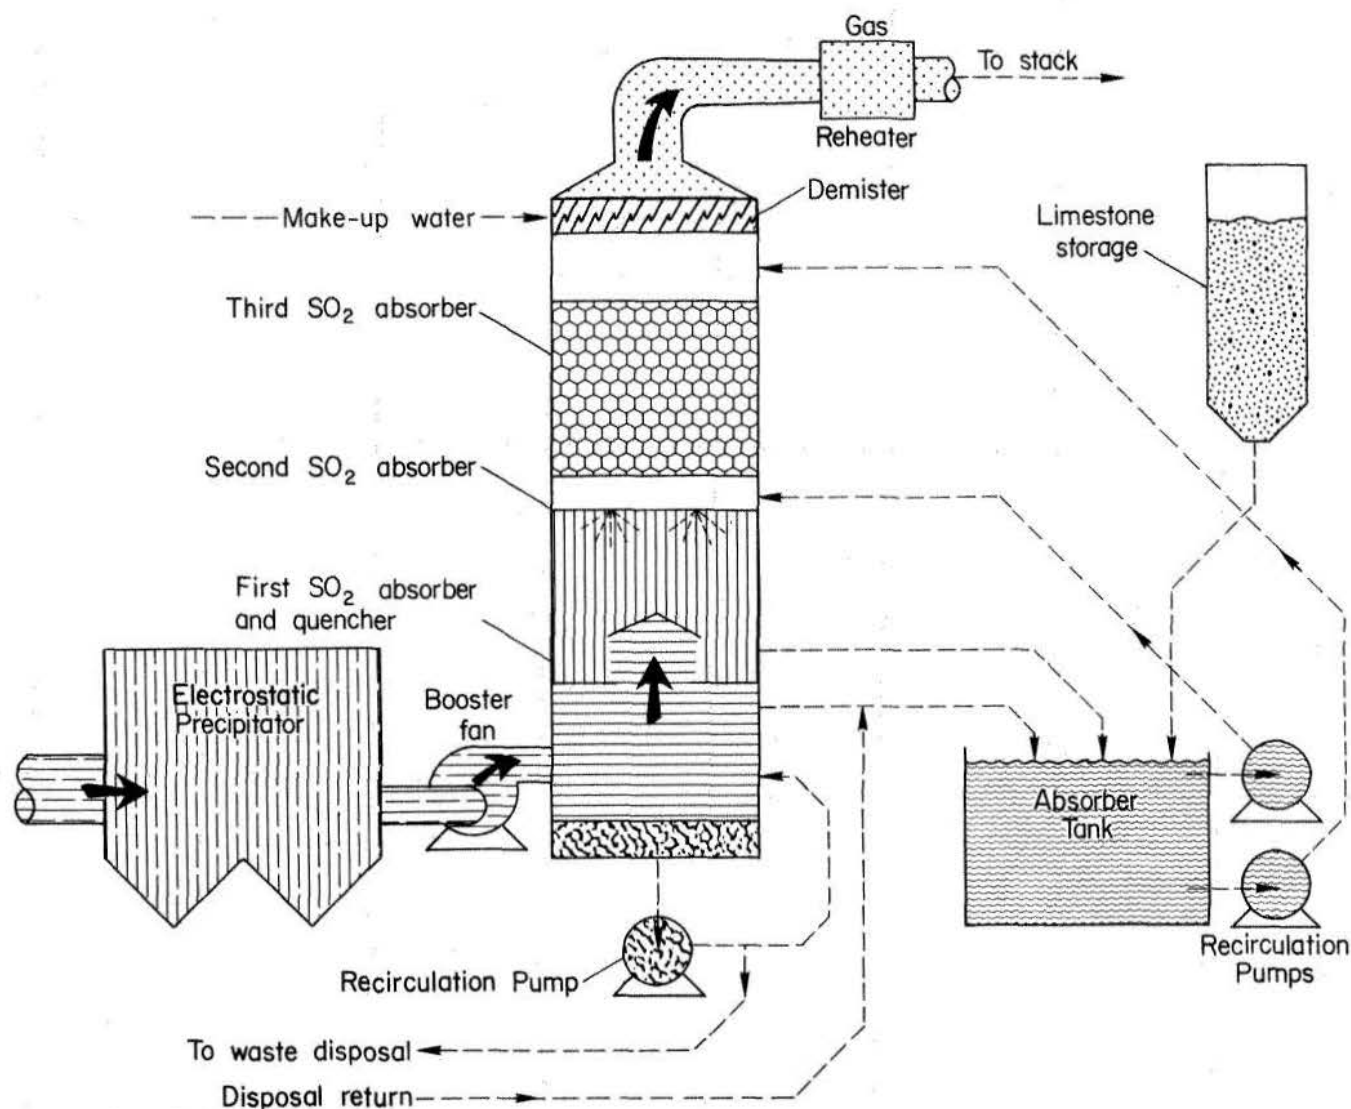 Gas
Reheater
To stack
Demister
Make-up water
Limestone
storage
Third SO₂ absorber
Second SO₂ absorber
First SO₂ absorber
and quencher
Electrostatic
Precipitator
Booster
fan
Absorber
Tank
Recirculation
Pumps
Recirculation Pump
To waste disposal
Disposal return